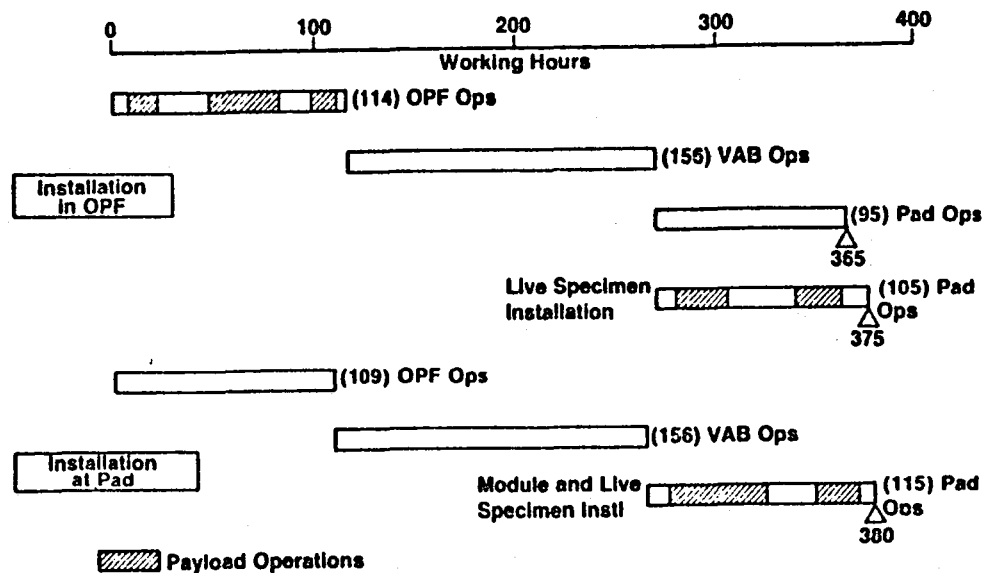 0 100 200 300 400
Working Hours
(114) OPF Ops
(156) VAB Ops
Installation
in OPF
(95) Pad Ops
365
Live Specimen
Installation
(105) Pad
Ops
375
(109) OPF Ops
(156) VAB Ops
Installation
at Pad
Module and Live
Specimen Instl
(115) Pad
Ops
380
Payload Operations